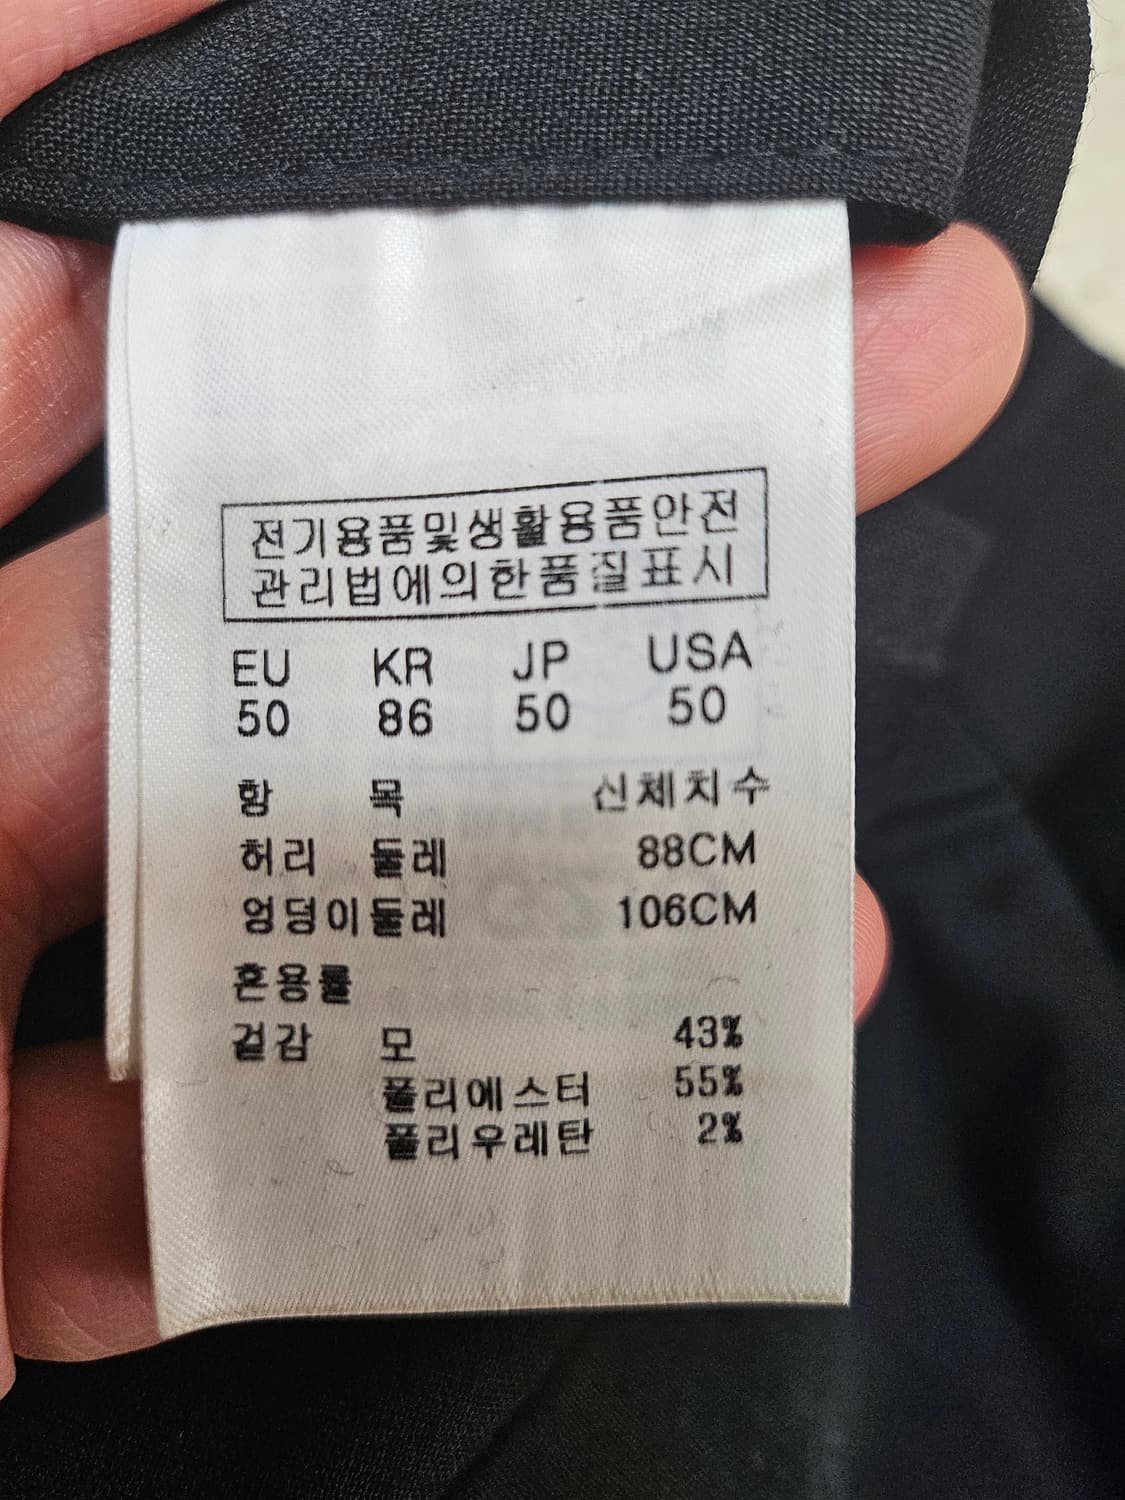 전기용품및생활용품안전
관리법에의한품질표시
EU KR JP USA
50 86 50 50
항 목 신체치수
허리 둘레 88CM
엉덩이둘레 106CM
혼용률
겉감 모 43%
폴리에스터 55%
폴리우레탄 2%